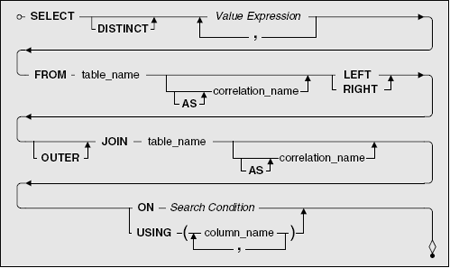 SELECT DISTINCT Value Expression ,
FROM table_name AS correlation_name LEFT RIGHT
OUTER JOIN table_name AS correlation_name
ON Search Condition
USING ( column_name , )